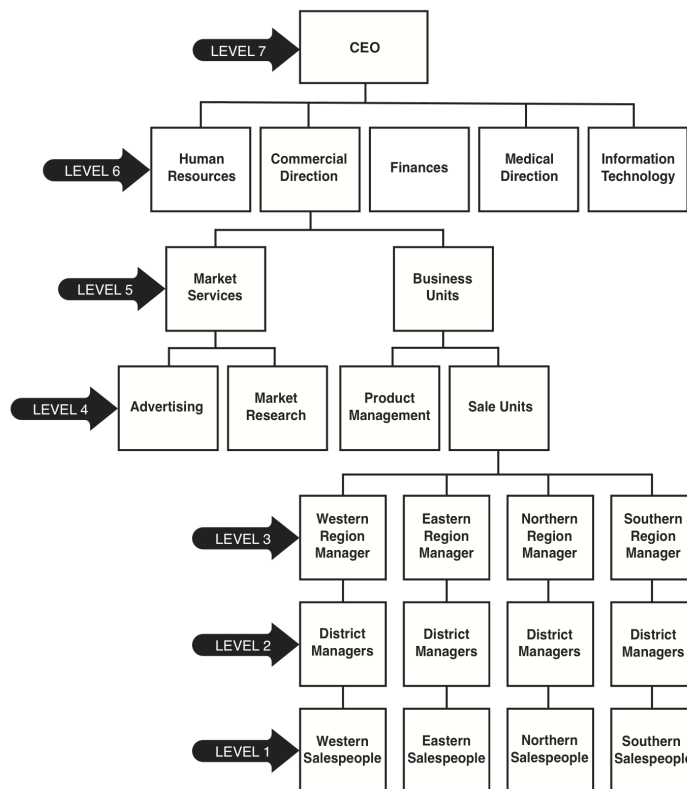 LEVEL 7
CEO
LEVEL 6
Human
Resources
Commercial
Direction
Finances
Medical
Direction
Information
Technology
LEVEL 5
Market
Services
Business
Units
LEVEL 4
Advertising
Market
Research
Product
Management
Sale Units
LEVEL 3
Western
Region
Manager
Eastern
Region
Manager
Northern
Region
Manager
Southern
Region
Manager
LEVEL 2
District
Managers
District
Managers
District
Managers
District
Managers
LEVEL 1
Western
Salespeople
Eastern
Salespeople
Northern
Salespeople
Southern
Salespeople